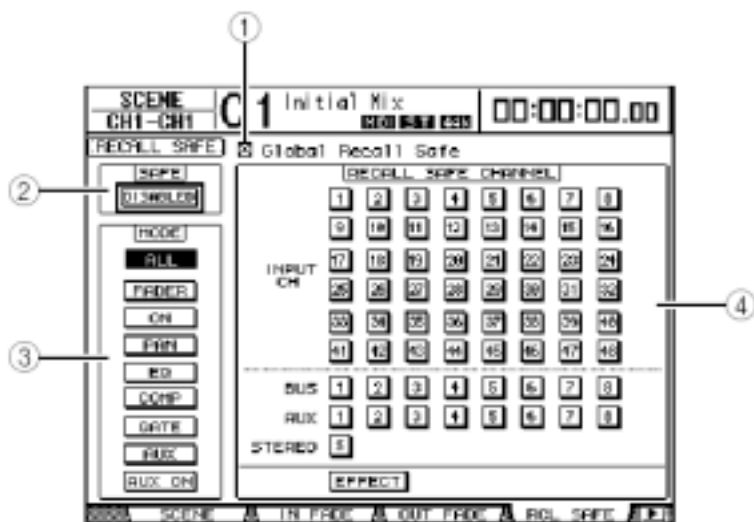 1
SCENE
CH1-CH1
Initial Mix
00:00:00.00
RECALL SAFE
Global Recall Safe
2
SAFE
DISABLED
RECALL SAFE CHANNEL
MODE
ALL
FADER
ON
PAN
EQ
COMP
GATE
AUX
AUX ON
3
INPUT
CH
1 2 3 4 5 6 7 8
9 10 11 12 13 14 15 16
17 18 19 20 21 22 23 24
25 26 27 28 29 30 31 32
33 34 35 36 37 38 39 40
41 42 43 44 45 46 47 48
BUS 1 2 3 4 5 6 7 8
AUX 1 2 3 4 5 6 7 8
STEREO S
EFFECT
4
SCENE IN FADE OUT FADE RCL SAFE